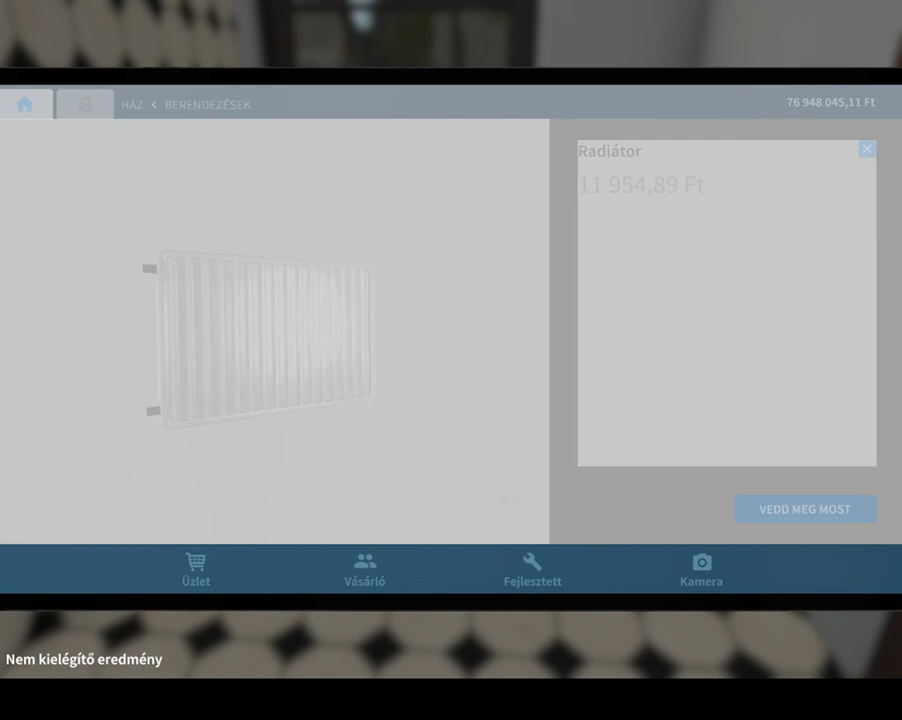 HÁZ < BERENDEZÉSEK
76 948 045,11 Ft
Radiátor
11 954,89 Ft
VEDD MEG MOST
Üzlet
Vásárló
Fejlesztett
Kamera
Nem kielégítő eredmény